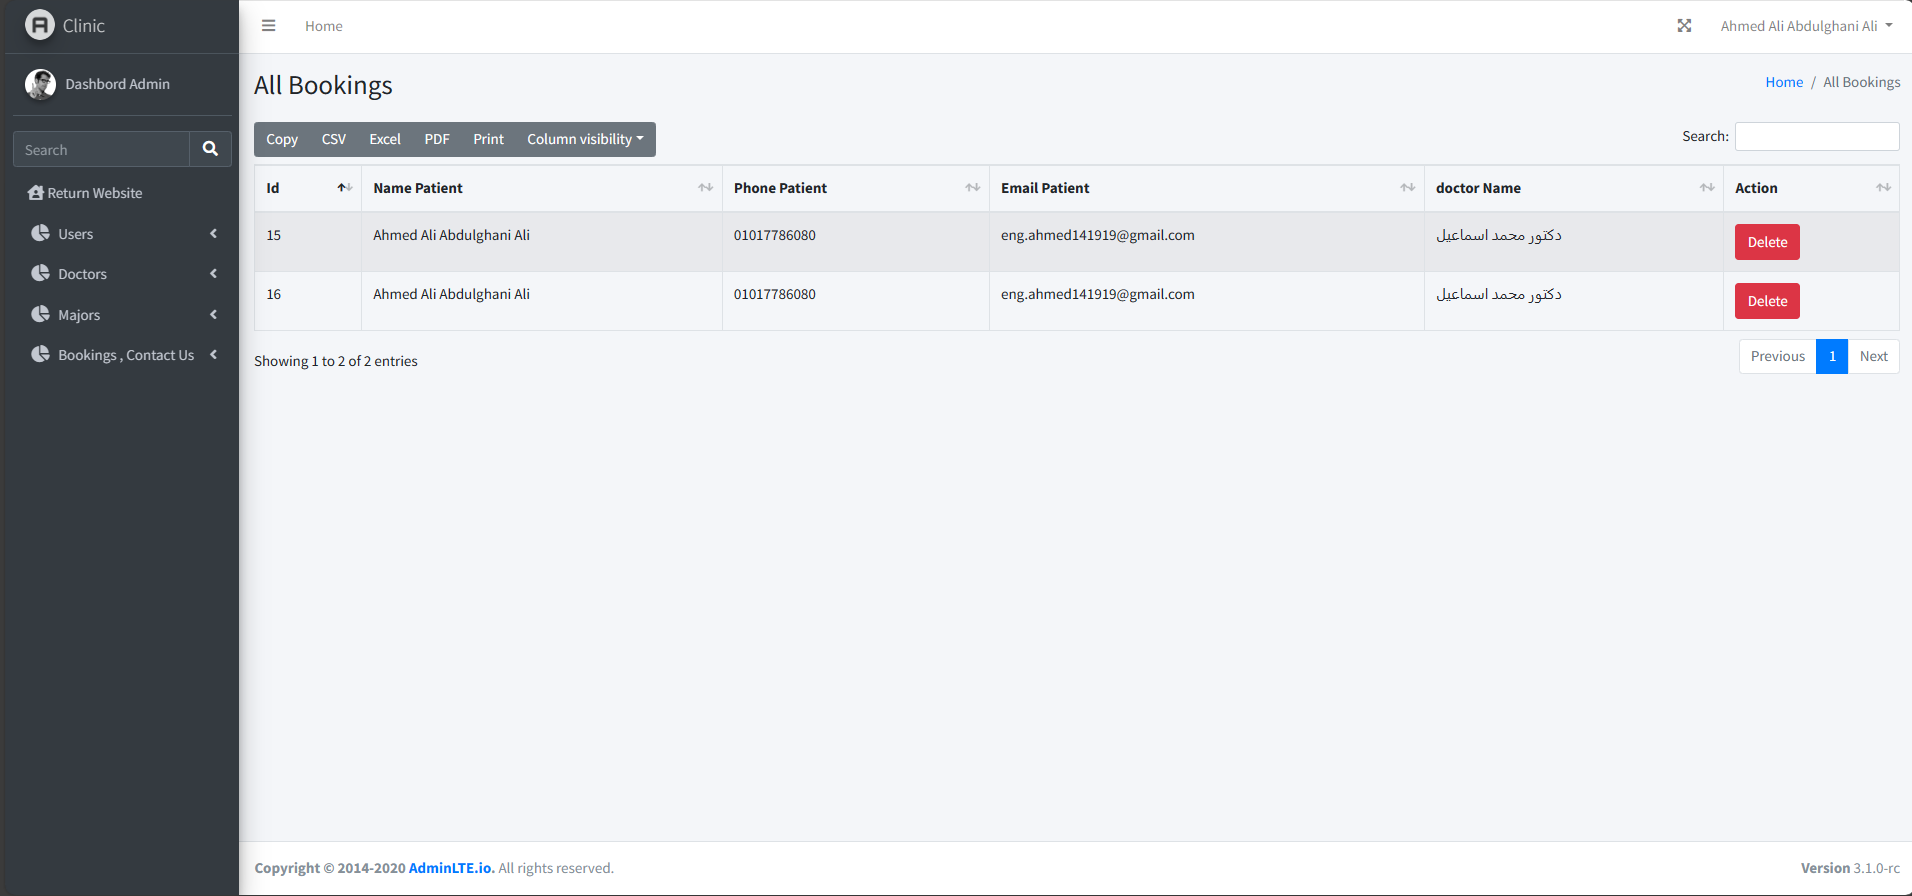 Clinic
Home
Ahmed Ali Abdulghani Ali
Dashbord Admin
All Bookings
Home / All Bookings
Search
Copy CSV Excel PDF Print Column visibility
Search:
Return Website
Users
Doctors
Majors
Bookings , Contact Us
Id Name Patient Phone Patient Email Patient doctor Name Action
15 Ahmed Ali Abdulghani Ali 01017786080 eng.ahmed141919@gmail.com دكتور محمد اسماعيل Delete
16 Ahmed Ali Abdulghani Ali 01017786080 eng.ahmed141919@gmail.com دكتور محمد اسماعيل Delete
Showing 1 to 2 of 2 entries
Previous 1 Next
Copyright © 2014-2020 AdminLTE.io. All rights reserved.
Version 3.1.0-rc